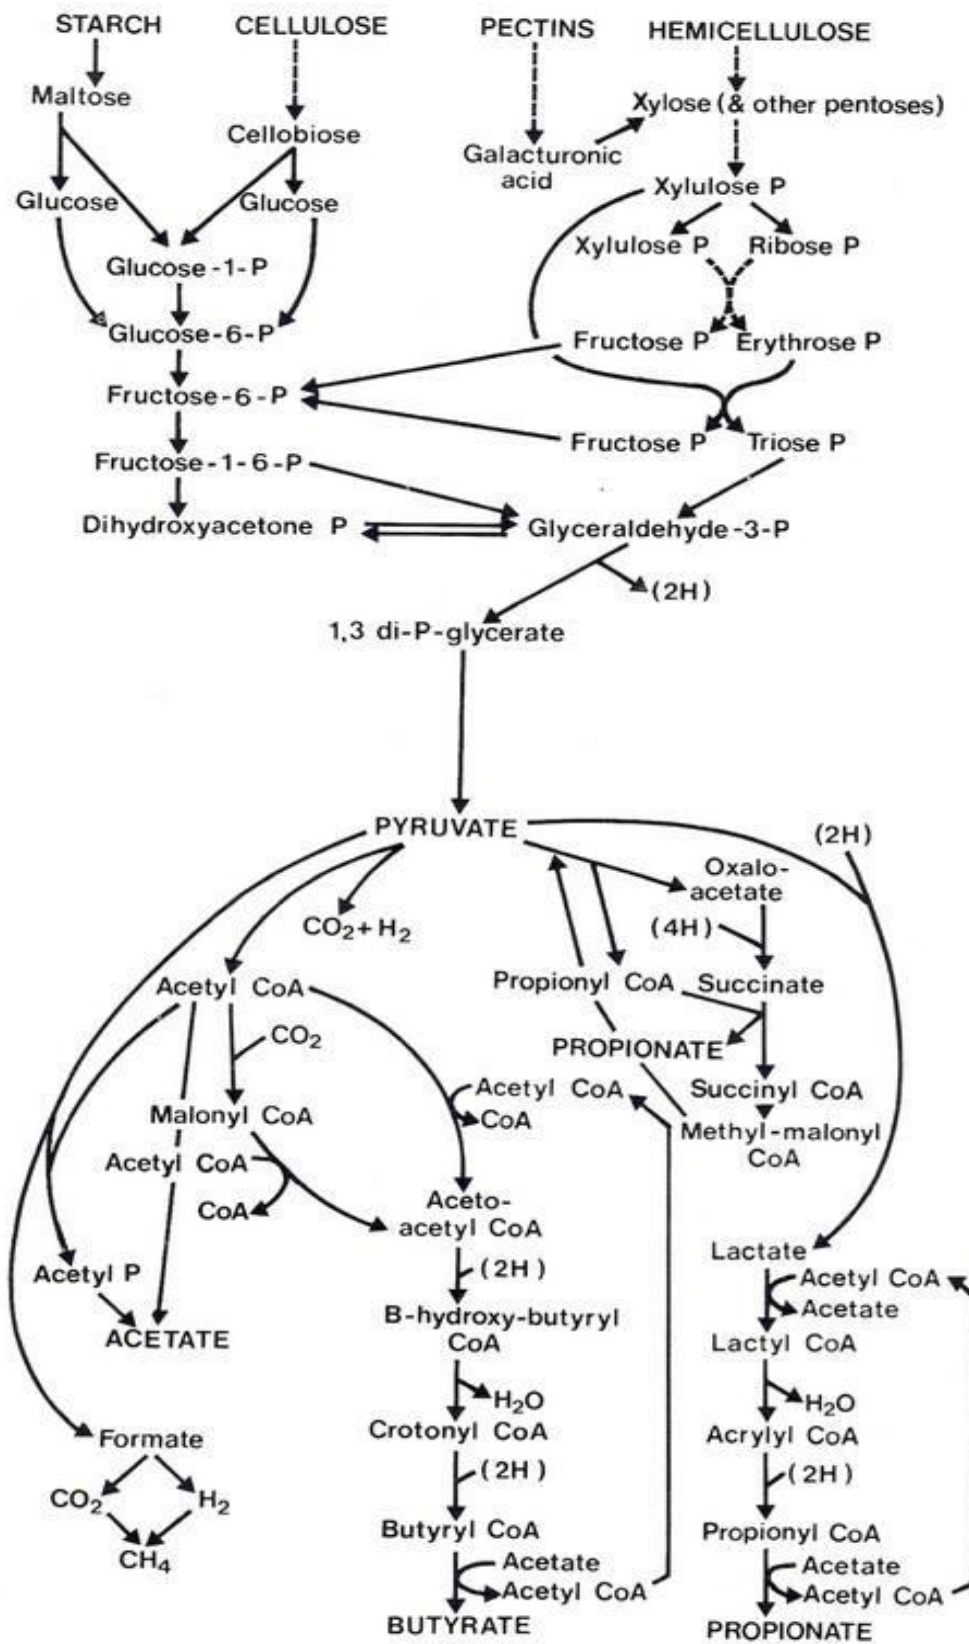 STARCH CELLULOSE PECTINS HEMICELLULOSE
Maltose Xylose (& other pentoses)
Cellobiose
Galacturonic
acid
Xylulose P
Glucose Glucose
Xylulose P Ribose P
Glucose-1-P
Glucose-6-P Fructose P Erythrose P
Fructose-6-P
Fructose P Triose P
Fructose-1-6-P
Dihydroxyacetone P Glyceraldehyde-3-P
(2H)
1,3 di-P-glycerate
PYRUVATE (2H)
Oxalo-
acetate
CO2+H2 (4H)
Acetyl CoA Propionyl CoA Succinate
CO2 PROPIONATE
Acetyl CoA Succinyl CoA
Malonyl CoA CoA Methyl-malonyl
CoA
Acetyl CoA
CoA Aceto-
acetyl CoA
Lactate
Acetyl P (2H) Acetyl CoA
Acetate
ACETATE B-hydroxy-butyryl
CoA Lactyl CoA
H2O H2O
Formate Crotonyl CoA Acrylyl CoA
(2H) (2H)
CO2 H2
Butyryl CoA Propionyl CoA
CH4 Acetate Acetate
Acetyl CoA Acetyl CoA
BUTYRATE PROPIONATE